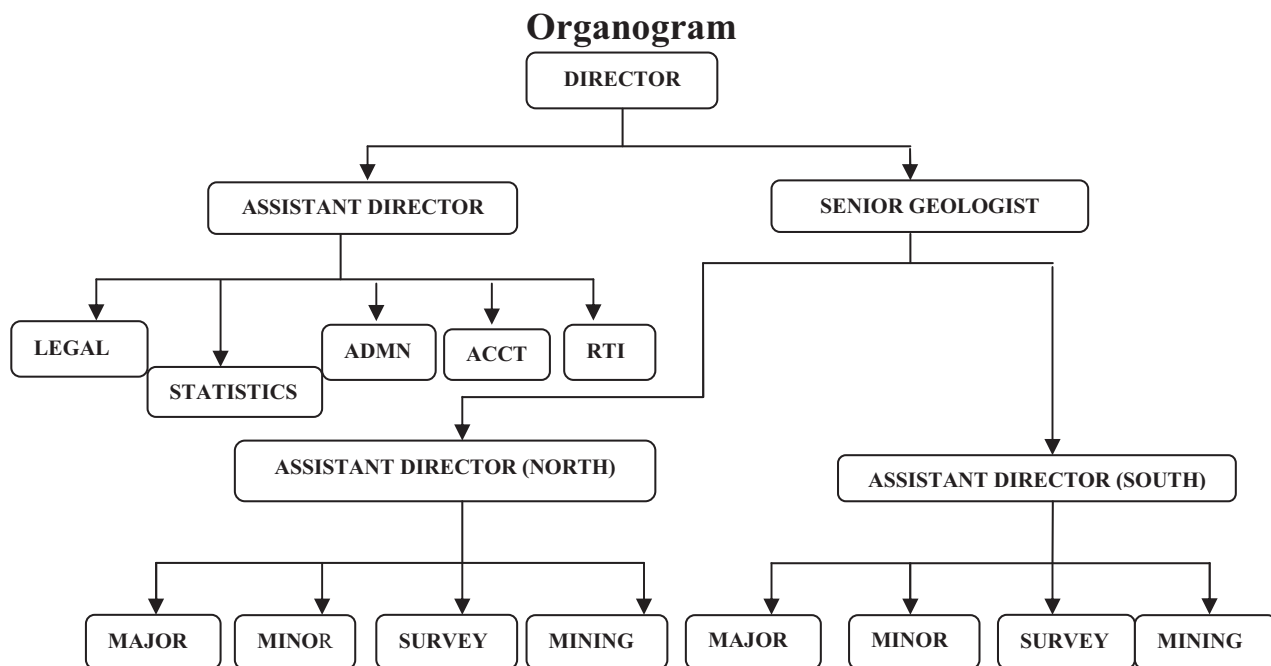 Organogram
DIRECTOR
ASSISTANT DIRECTOR
SENIOR GEOLOGIST
LEGAL
STATISTICS
ADMN
ACCT
RTI
ASSISTANT DIRECTOR (NORTH)
ASSISTANT DIRECTOR (SOUTH)
MAJOR
MINOR
SURVEY
MINING
MAJOR
MINOR
SURVEY
MINING